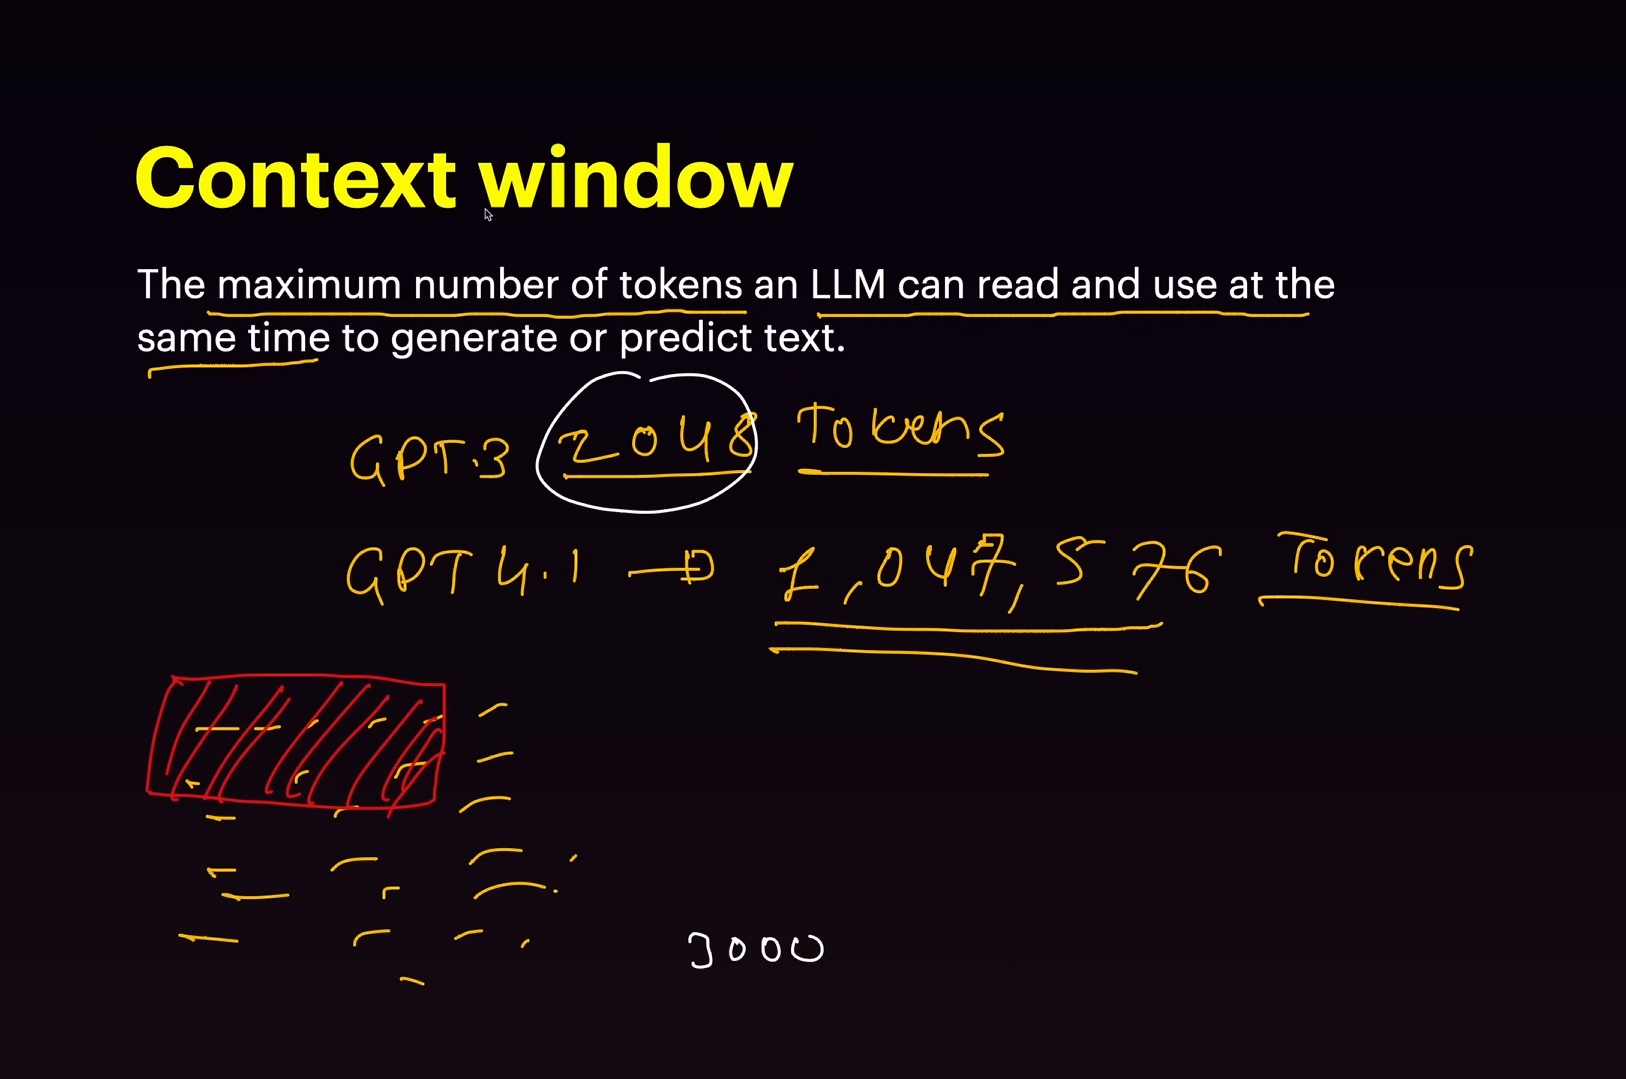 Context window
The maximum number of tokens an LLM can read and use at the
same time to generate or predict text.
GPT-3 2048 Tokens
GPT 4.1 → 1,047,576 Tokens
3000